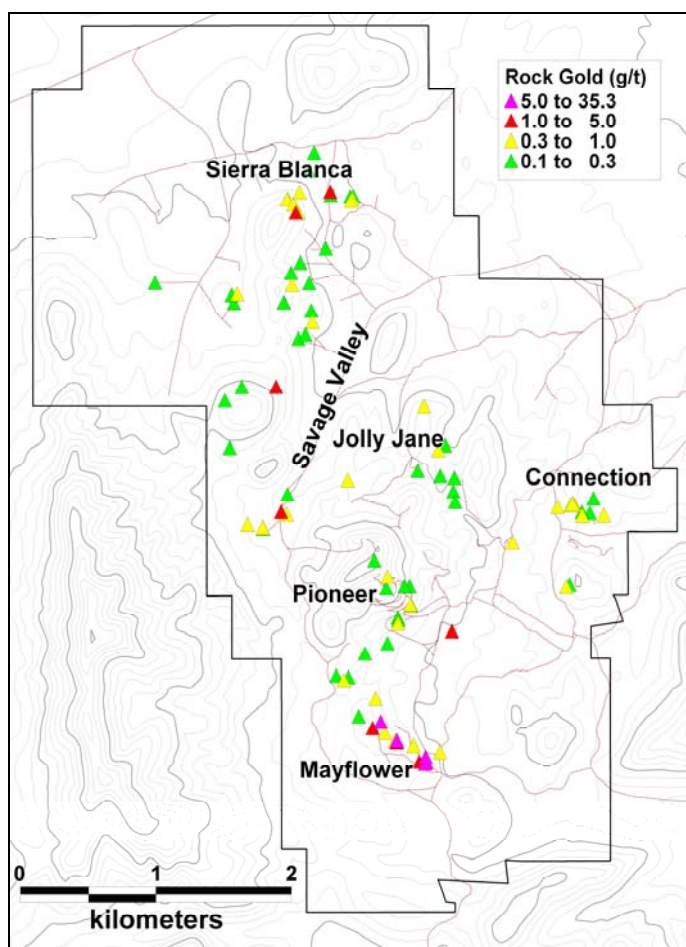 Rock Gold (g/t)
5.0 to 35.3
1.0 to 5.0
0.3 to 1.0
0.1 to 0.3
Sierra Blanca
Savage Valley
Jolly Jane
Connection
Pioneer
Mayflower
0 1 2
kilometers